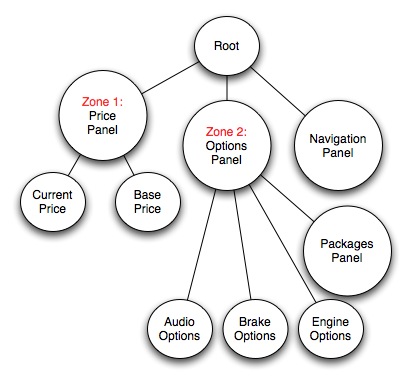 Root
Zone 1:
Price
Panel
Zone 2:
Options
Panel
Navigation
Panel
Current
Price
Base
Price
Packages
Panel
Audio
Options
Brake
Options
Engine
Options